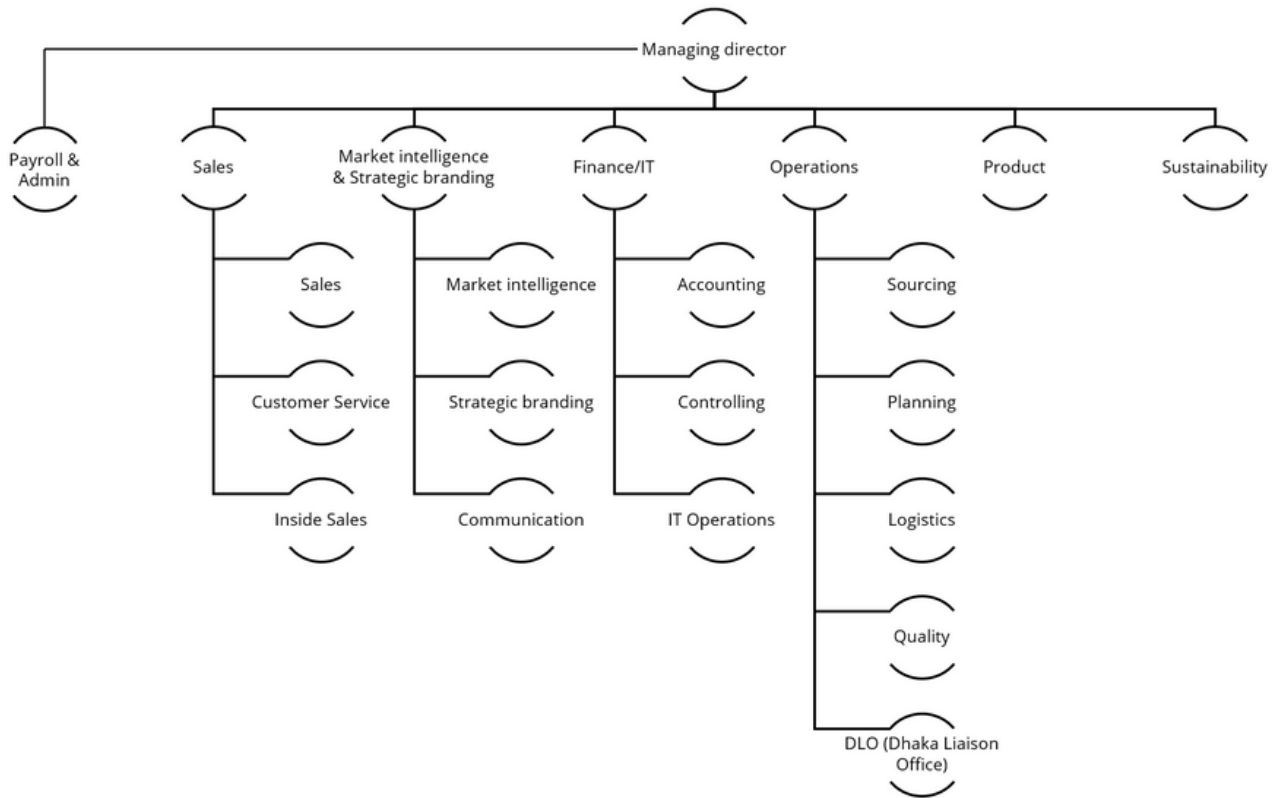 Managing director
Payroll &
Admin
Sales
Market intelligence
& Strategic branding
Finance/IT
Operations
Product
Sustainability
Sales
Market intelligence
Accounting
Sourcing
Customer Service
Strategic branding
Controlling
Planning
Inside Sales
Communication
IT Operations
Logistics
Quality
DLO (Dhaka Liaison
Office)